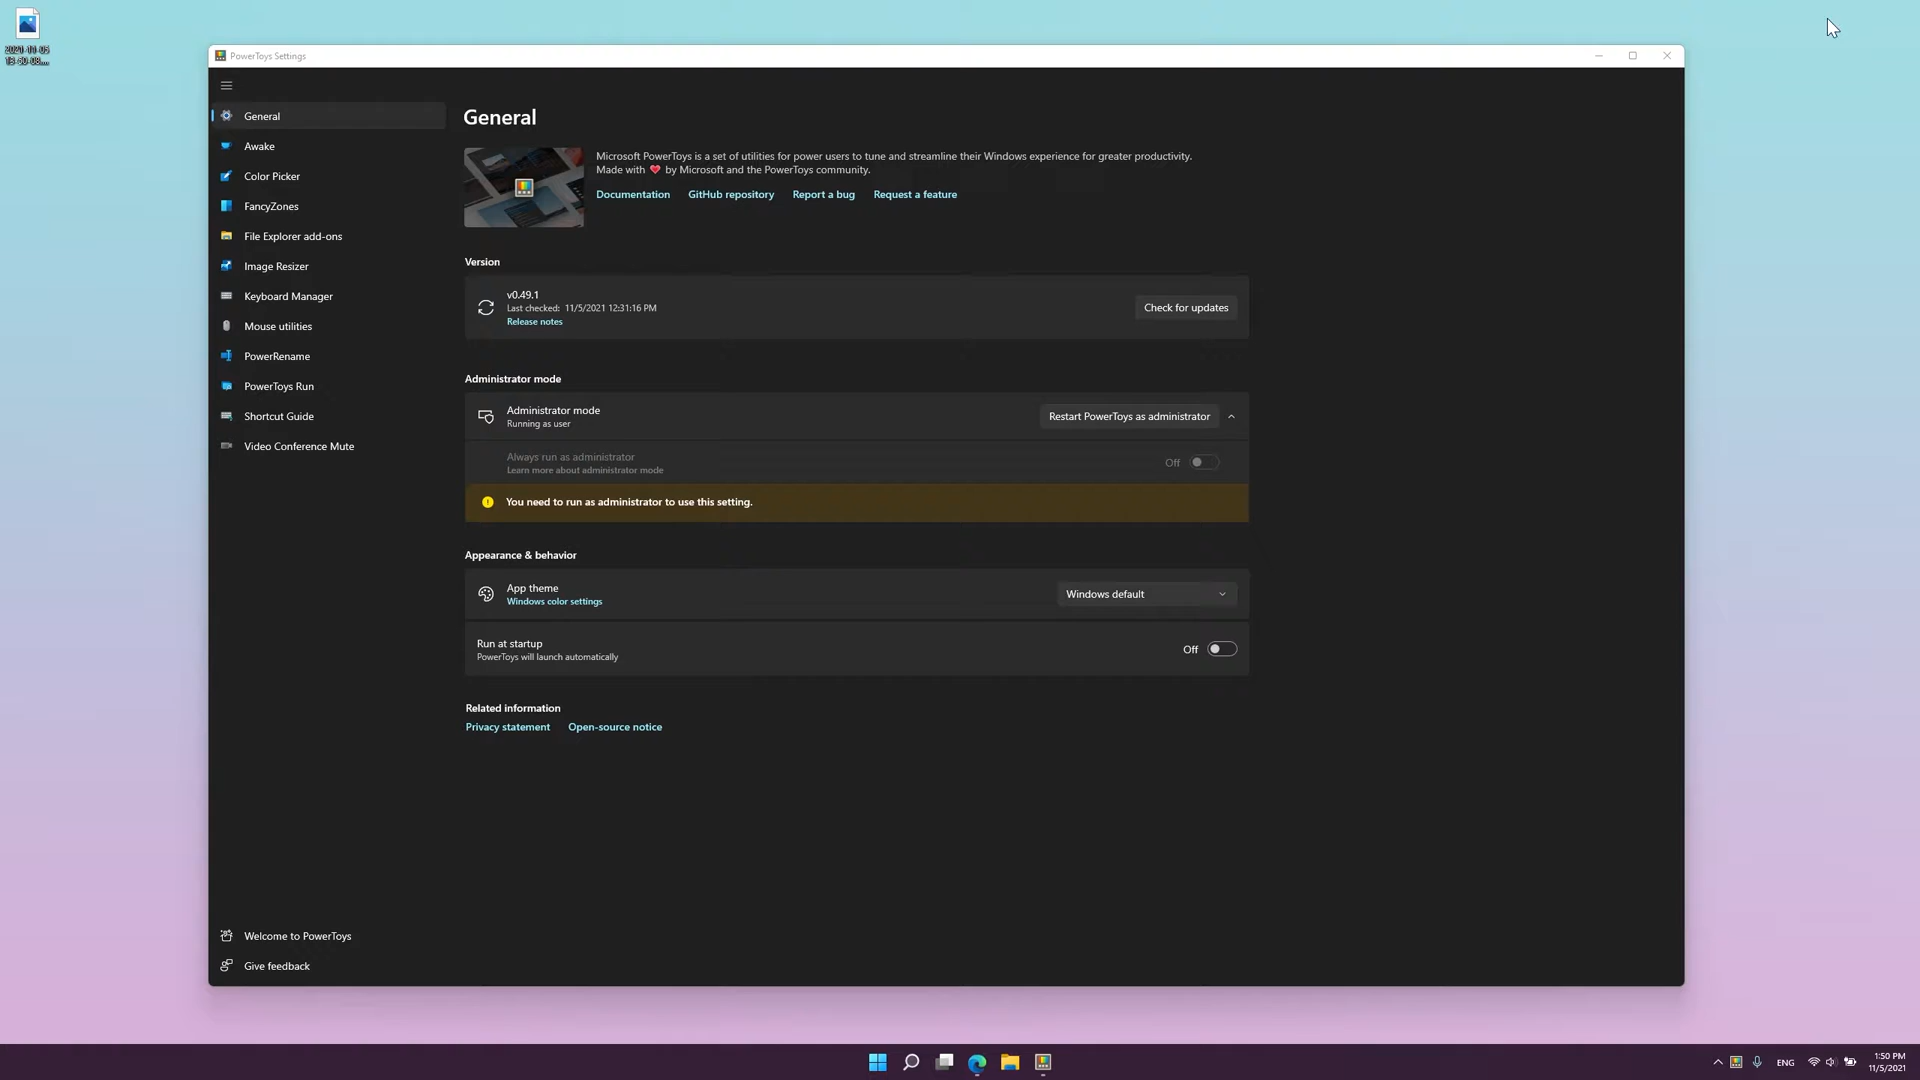 2021-11-05
13-50-08....
PowerToys Settings
General
Awake
Color Picker
FancyZones
File Explorer add-ons
Image Resizer
Keyboard Manager
Mouse utilities
PowerRename
PowerToys Run
Shortcut Guide
Video Conference Mute
Welcome to PowerToys
Give feedback
General
Microsoft PowerToys is a set of utilities for power users to tune and streamline their Windows experience for greater productivity.
Made with ❤ by Microsoft and the PowerToys community.
Documentation GitHub repository Report a bug Request a feature
Version
v0.49.1
Last checked: 11/5/2021 12:31:16 PM
Release notes
Check for updates
Administrator mode
Administrator mode
Running as user
Restart PowerToys as administrator
Always run as administrator
Learn more about administrator mode
Off
You need to run as administrator to use this setting.
Appearance & behavior
App theme
Windows color settings
Windows default
Run at startup
PowerToys will launch automatically
Off
Related information
Privacy statement Open-source notice
ENG
1:50 PM
11/5/2021